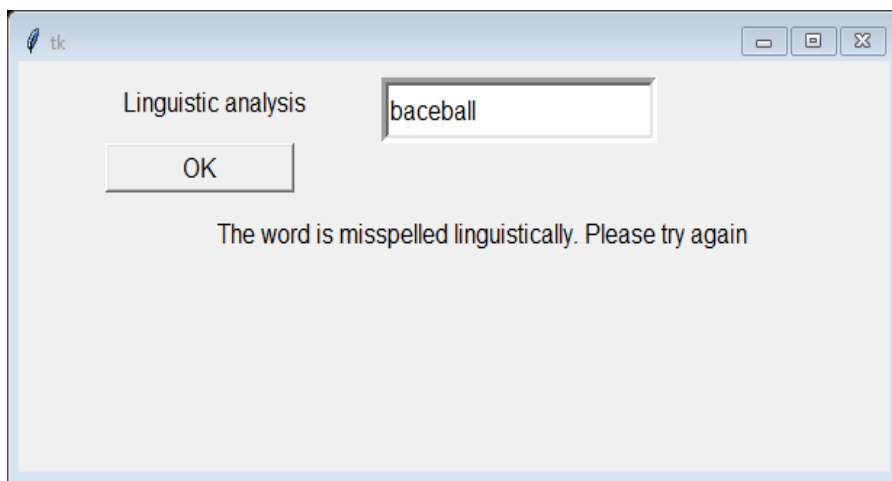 tk
Linguistic analysis
baceball
OK
The word is misspelled linguistically. Please try again